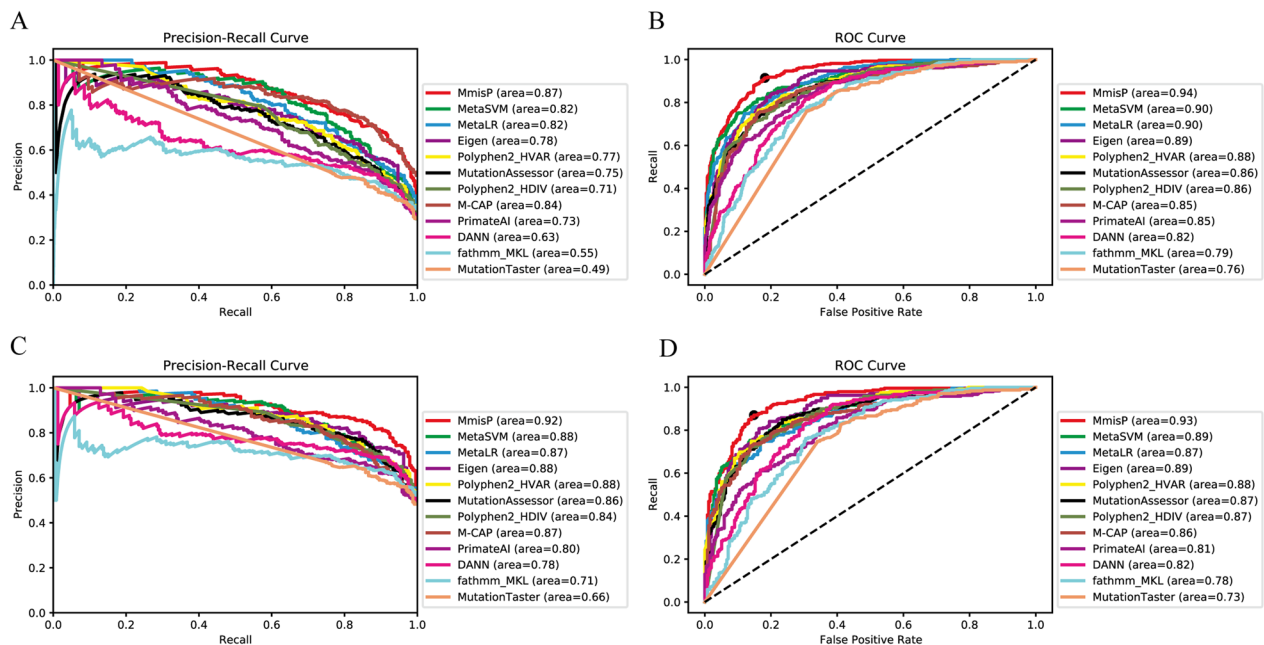 A
Precision-Recall Curve
1.0
0.8
0.6
0.4
0.2
0.0
Precision
0.0 0.2 0.4 0.6 0.8 1.0
Recall
MmisP (area=0.87)
MetaSVM (area=0.82)
MetaLR (area=0.82)
Eigen (area=0.78)
Polyphen2_HVAR (area=0.77)
MutationAssessor (area=0.75)
Polyphen2_HDIV (area=0.71)
M-CAP (area=0.84)
PrimateAI (area=0.73)
DANN (area=0.63)
fathmm_MKL (area=0.55)
MutationTaster (area=0.49)
B
ROC Curve
1.0
0.8
0.6
0.4
0.2
0.0
Recall
0.0 0.2 0.4 0.6 0.8 1.0
False Positive Rate
MmisP (area=0.94)
MetaSVM (area=0.90)
MetaLR (area=0.90)
Eigen (area=0.89)
Polyphen2_HVAR (area=0.88)
MutationAssessor (area=0.86)
Polyphen2_HDIV (area=0.86)
M-CAP (area=0.85)
PrimateAI (area=0.85)
DANN (area=0.82)
fathmm_MKL (area=0.79)
MutationTaster (area=0.76)
C
Precision-Recall Curve
1.0
0.8
0.6
0.4
0.2
0.0
Precision
0.0 0.2 0.4 0.6 0.8 1.0
Recall
MmisP (area=0.92)
MetaSVM (area=0.88)
MetaLR (area=0.87)
Eigen (area=0.88)
Polyphen2_HVAR (area=0.88)
MutationAssessor (area=0.86)
Polyphen2_HDIV (area=0.84)
M-CAP (area=0.87)
PrimateAI (area=0.80)
DANN (area=0.78)
fathmm_MKL (area=0.71)
MutationTaster (area=0.66)
D
ROC Curve
1.0
0.8
0.6
0.4
0.2
0.0
Recall
0.0 0.2 0.4 0.6 0.8 1.0
False Positive Rate
MmisP (area=0.93)
MetaSVM (area=0.89)
MetaLR (area=0.87)
Eigen (area=0.89)
Polyphen2_HVAR (area=0.88)
MutationAssessor (area=0.87)
Polyphen2_HDIV (area=0.87)
M-CAP (area=0.86)
PrimateAI (area=0.81)
DANN (area=0.82)
fathmm_MKL (area=0.78)
MutationTaster (area=0.73)